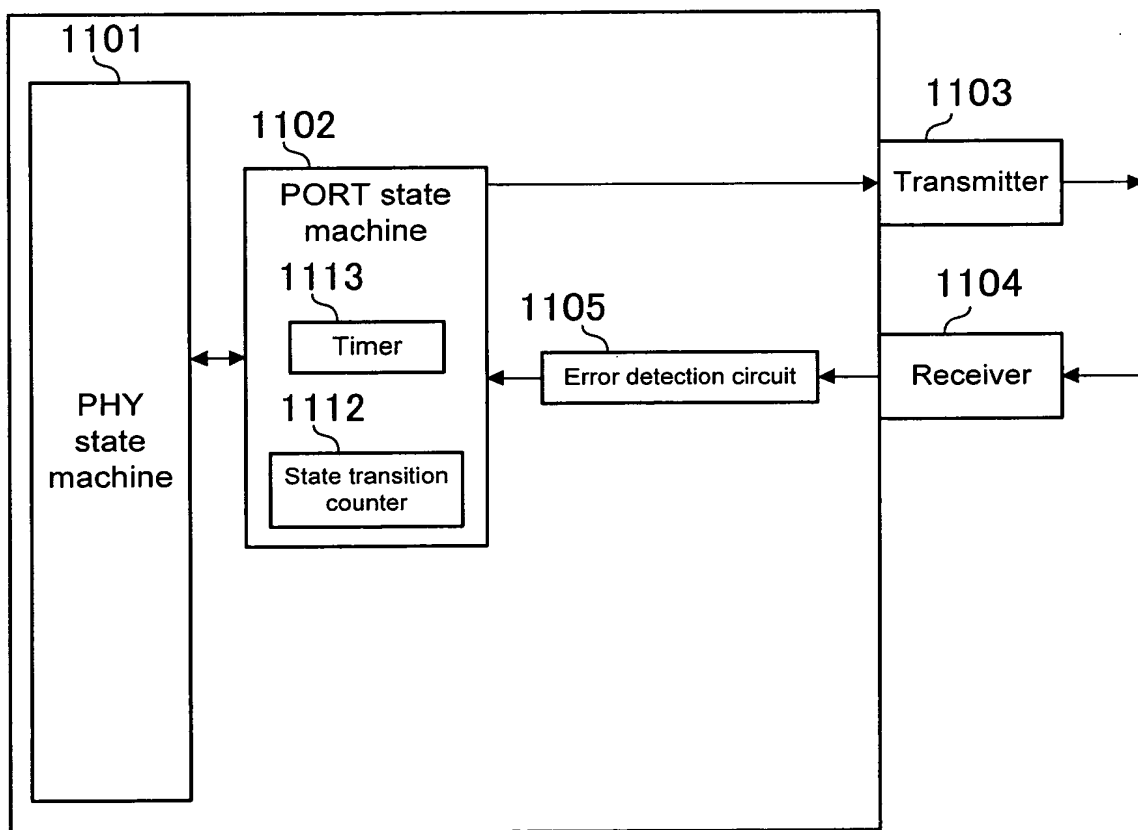 1101
1103
1102
Transmitter
PORT state
machine
1113
1105
1104
Timer
Error detection circuit
Receiver
PHY
state
machine
1112
State transition
counter